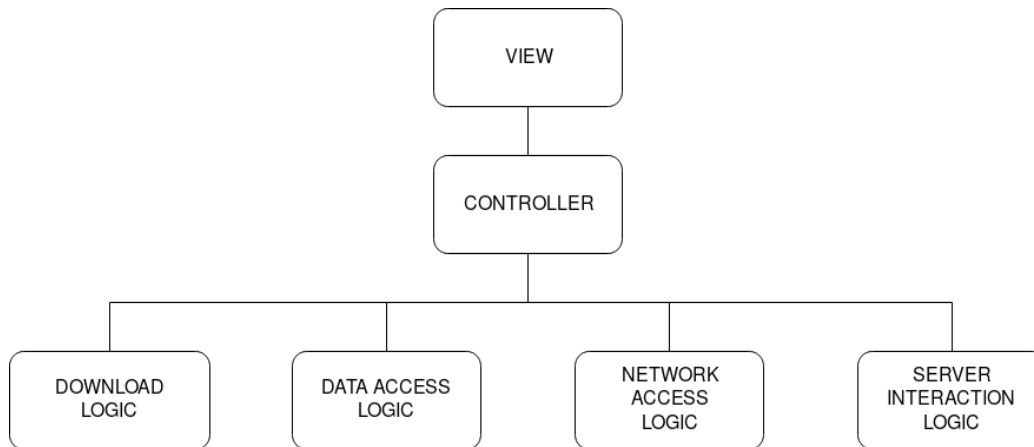 VIEW
CONTROLLER
DOWNLOAD
LOGIC
DATA ACCESS
LOGIC
NETWORK
ACCESS
LOGIC
SERVER
INTERACTION
LOGIC